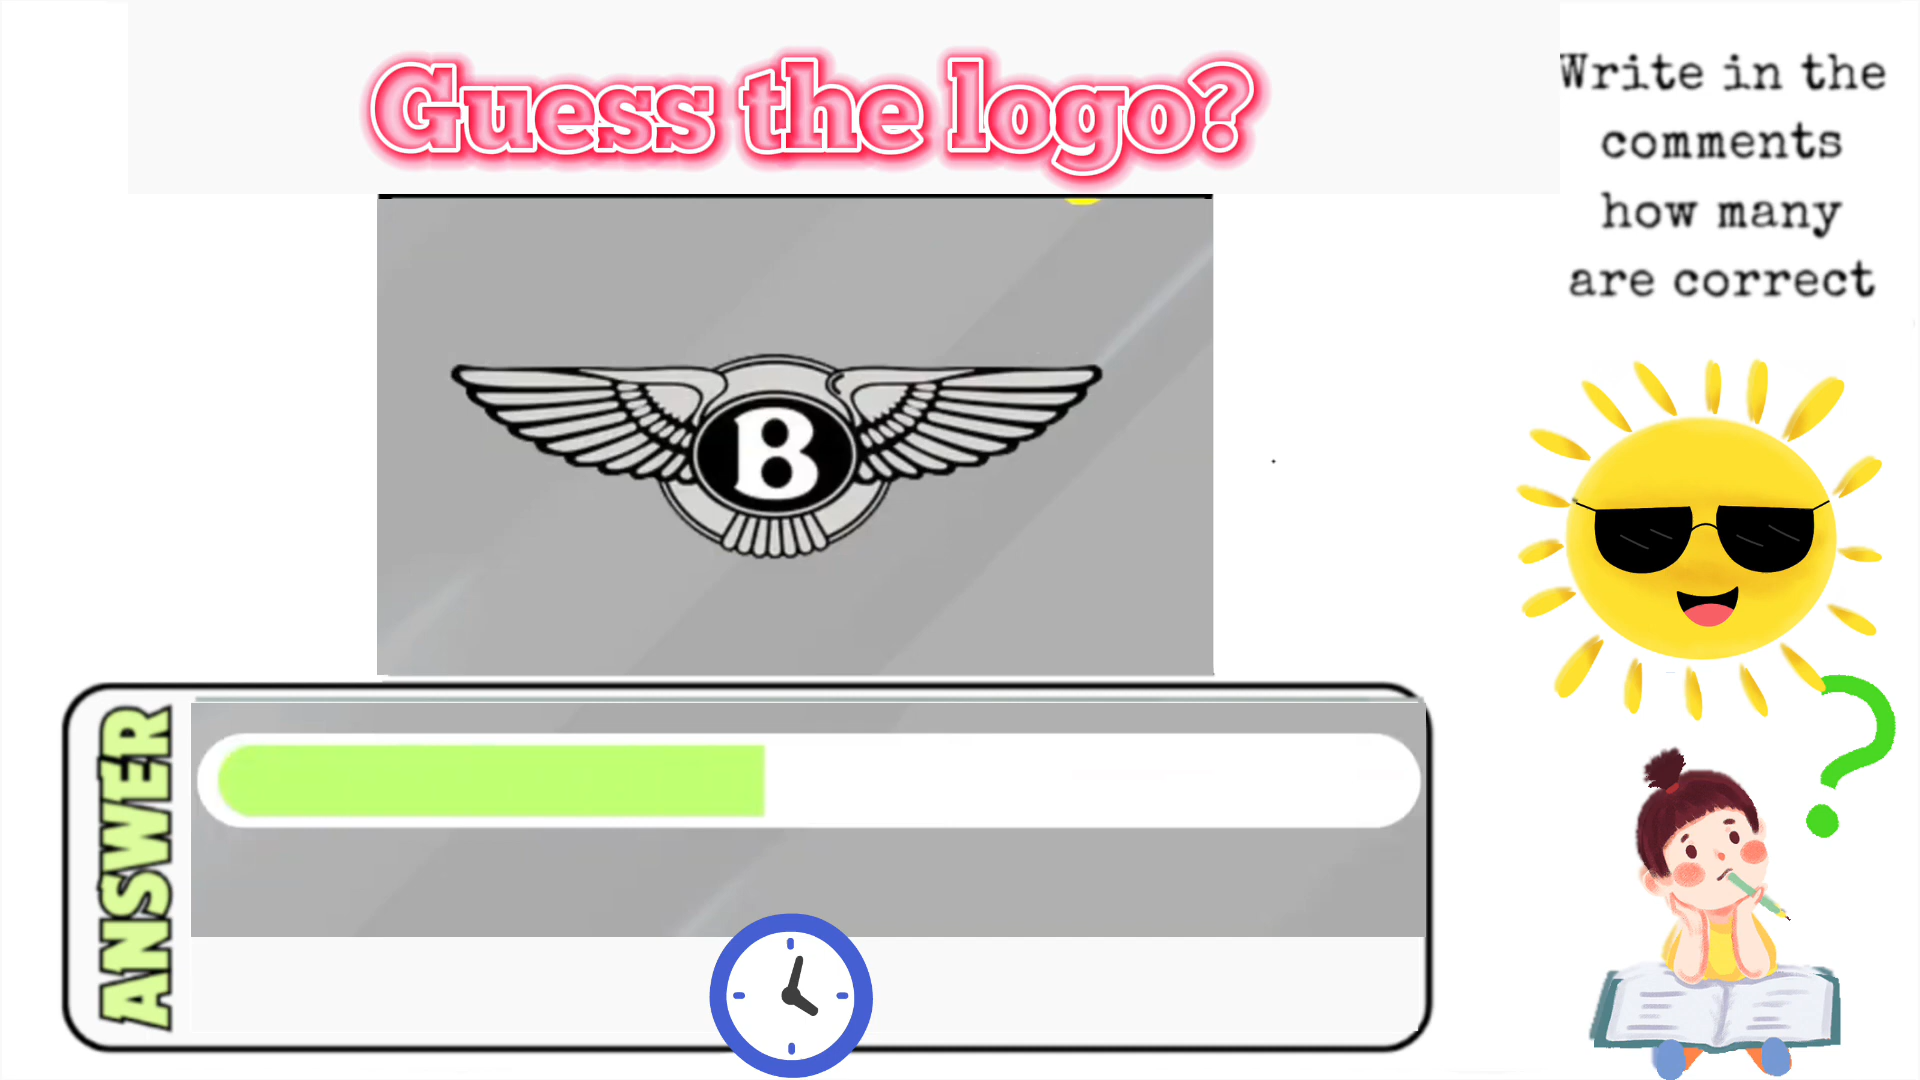 Guess the logo?
Write in the
comments
how many
are correct
B
ANSWER